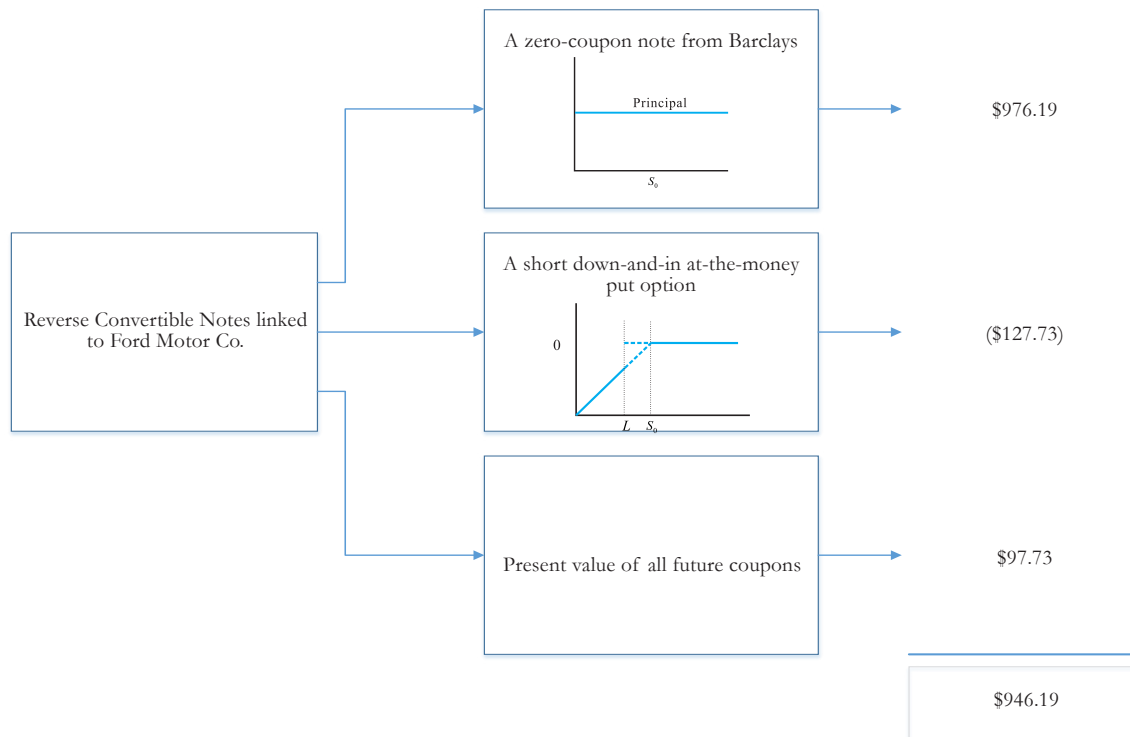 A zero-coupon note from Barclays
Principal
S₀
$976.19
Reverse Convertible Notes linked
to Ford Motor Co.
A short down-and-in at-the-money
put option
0
L S₀
($127.73)
Present value of all future coupons
$97.73
$946.19